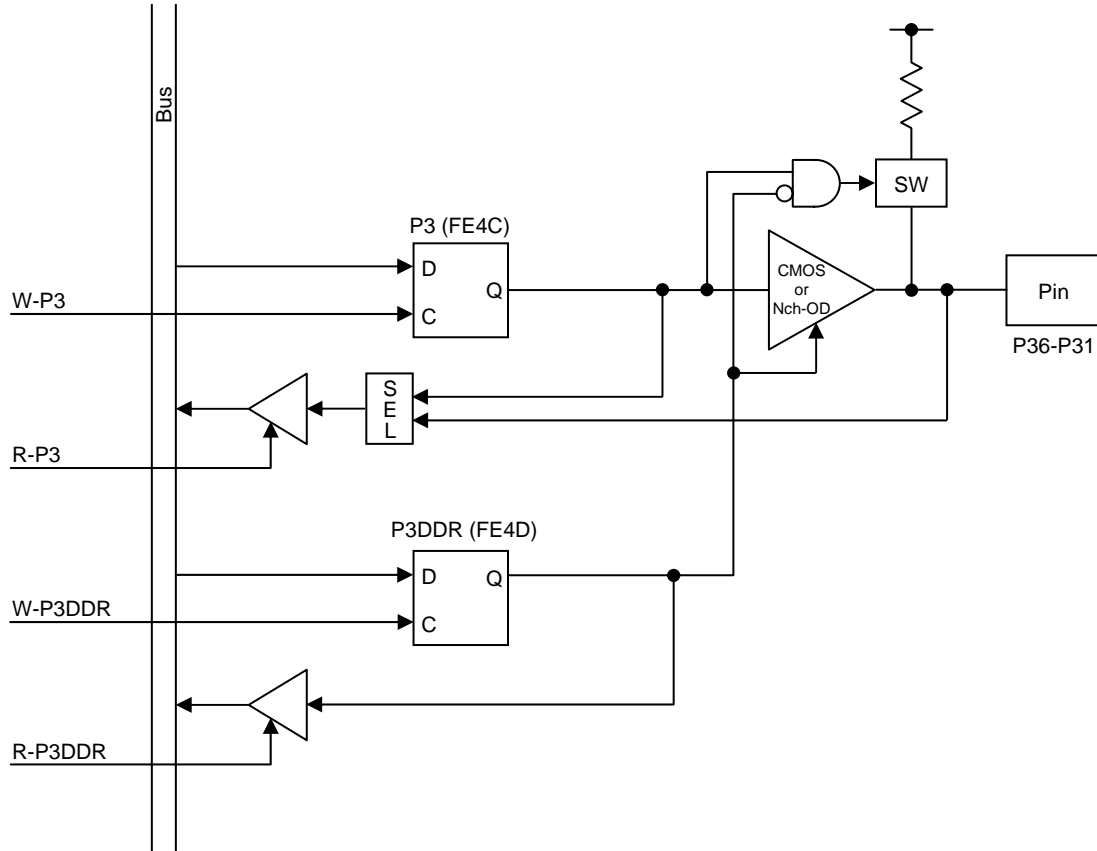 Bus
SW
P3 (FE4C)
D
Q
C
CMOS
or
Nch-OD
Pin
P36-P31
W-P3
S
E
L
R-P3
P3DDR (FE4D)
D
Q
C
W-P3DDR
R-P3DDR